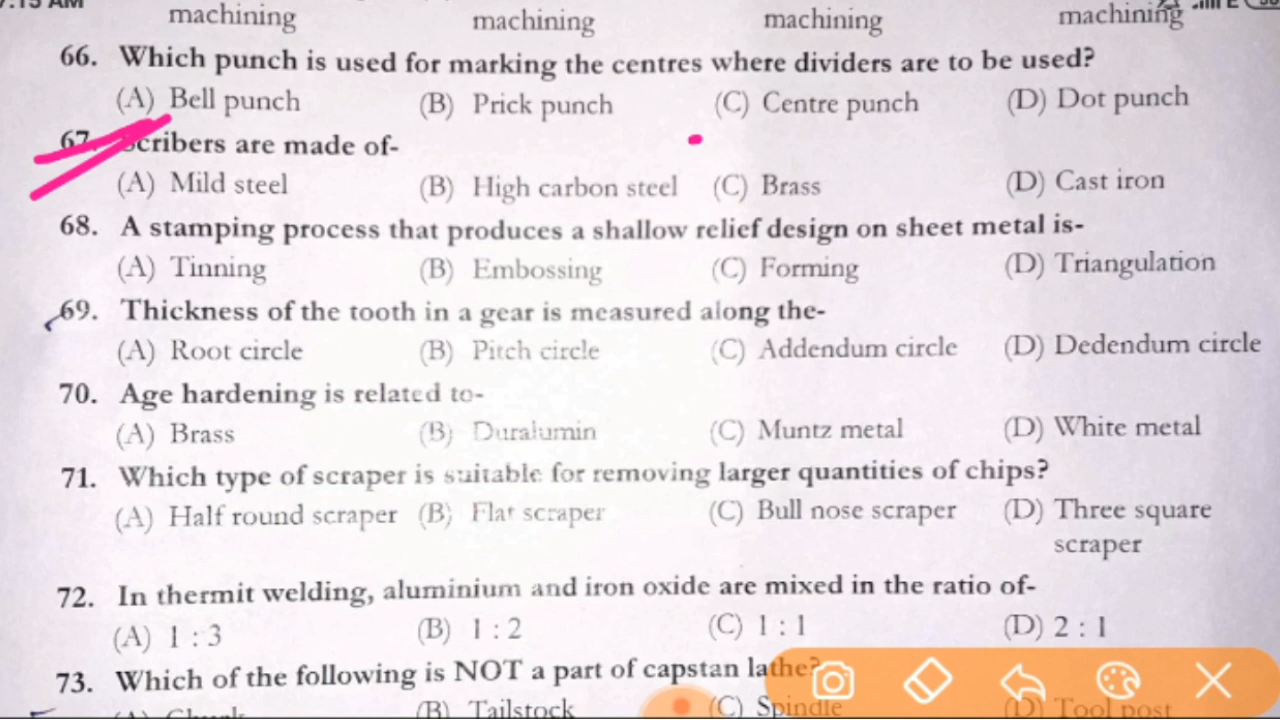 machining machining machining machining
66. Which punch is used for marking the centres where dividers are to be used?
(A) Bell punch (B) Prick punch (C) Centre punch (D) Dot punch
67. Scribers are made of-
(A) Mild steel (B) High carbon steel (C) Brass (D) Cast iron
68. A stamping process that produces a shallow relief design on sheet metal is-
(A) Tinning (B) Embossing (C) Forming (D) Triangulation
69. Thickness of the tooth in a gear is measured along the-
(A) Root circle (B) Pitch circle (C) Addendum circle (D) Dedendum circle
70. Age hardening is related to-
(A) Brass (B) Duralumin (C) Muntz metal (D) White metal
71. Which type of scraper is suitable for removing larger quantities of chips?
(A) Half round scraper (B) Flat scraper (C) Bull nose scraper (D) Three square
scraper
72. In thermit welding, aluminium and iron oxide are mixed in the ratio of-
(A) 1 : 3 (B) 1 : 2 (C) 1 : 1 (D) 2 : 1
73. Which of the following is NOT a part of capstan lathe?
(A) Chuck (B) Tailstock (C) Spindle (D) Tool post